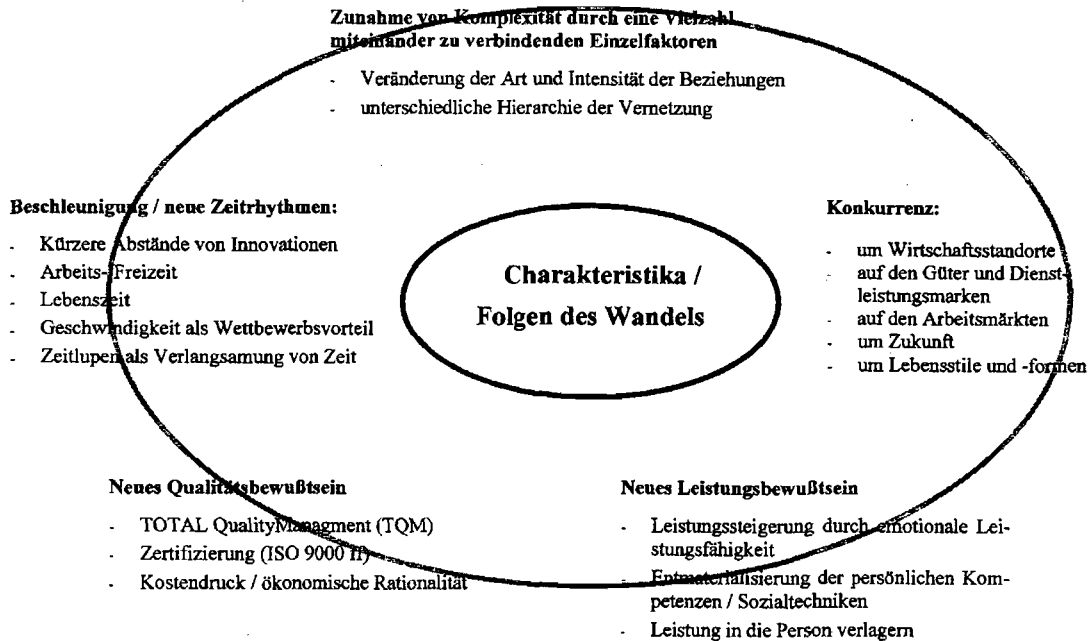 Zunahme von Komplexität durch eine Vielzahl
miteinander zu verbindenden Einzelfaktoren
- Veränderung der Art und Intensität der Beziehungen
- unterschiedliche Hierarchie der Vernetzung
Beschleunigung / neue Zeitrhythmen:
- Kürzere Abstände von Innovationen
- Arbeits- Freizeit
- Lebenszeit
- Geschwindigkeit als Wettbewerbsvorteil
- Zeitlupen als Verlangsamung von Zeit
Charakteristika /
Folgen des Wandels
Konkurrenz:
- um Wirtschaftsstandorte
- auf den Güter und Dienst-
leistungsmarken
- auf den Arbeitsmärkten
- um Zukunft
- um Lebensstile und -formen
Neues Qualitätsbewußtsein
- TOTAL QualityManagment (TQM)
- Zertifizierung (ISO 9000 ff)
- Kostendruck / ökonomische Rationalität
Neues Leistungsbewußtsein
- Leistungssteigerung durch emotionale Lei-
stungsfähigkeit
- Entmaterialisierung der persönlichen Kom-
petenzen / Sozialtechniken
- Leistung in die Person verlagern